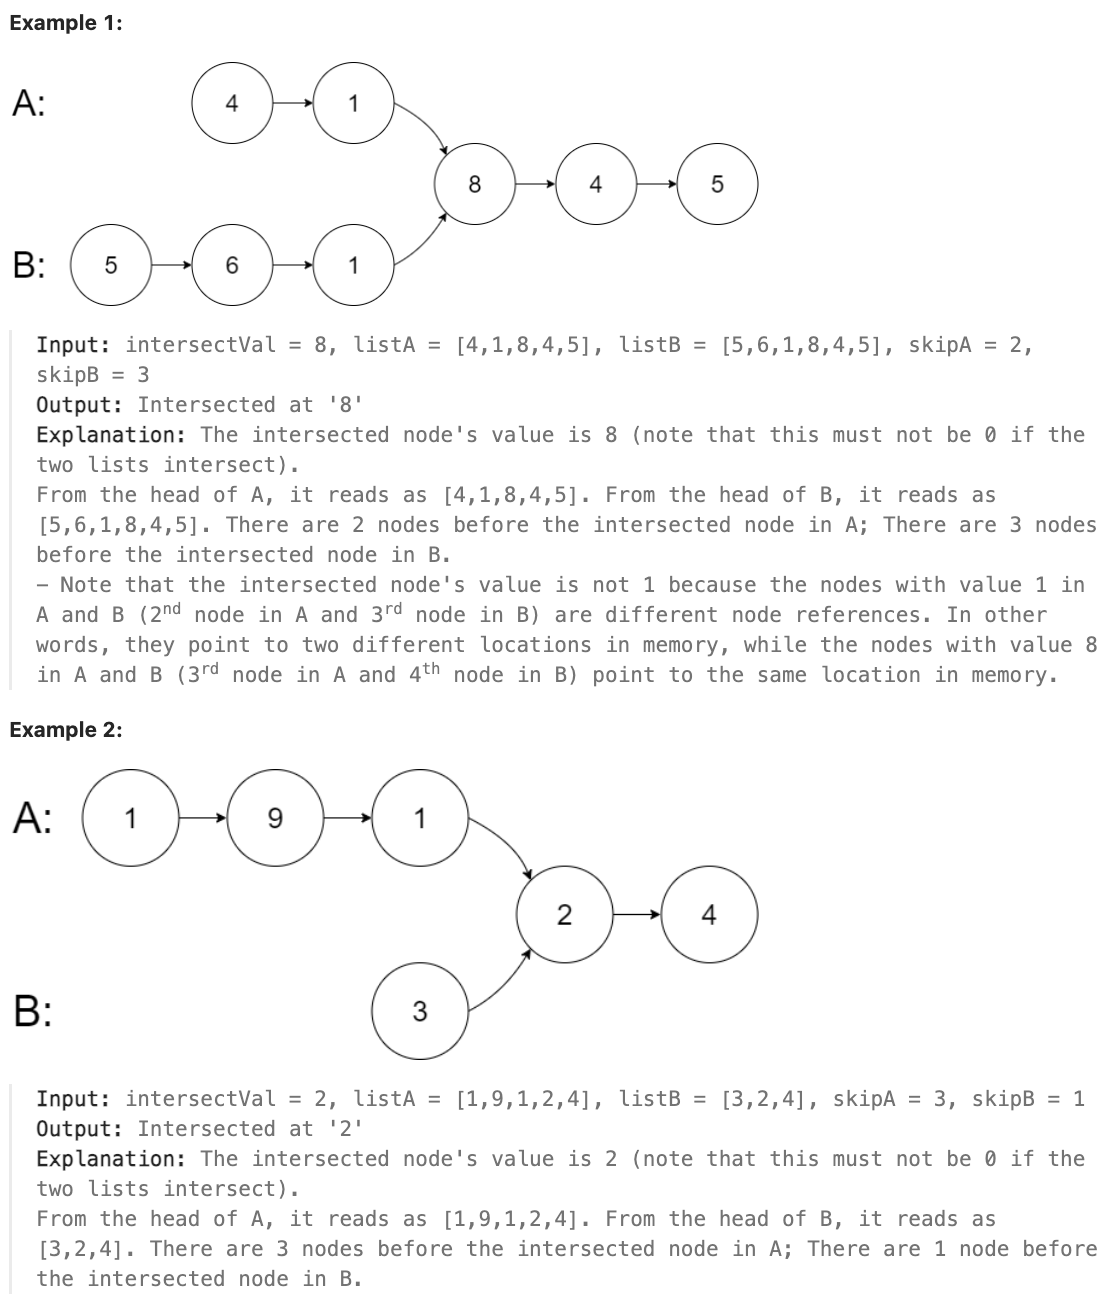 Example 1:
A:
4 1
8 4 5
B:
5 6 1
Input: intersectVal = 8, listA = [4,1,8,4,5], listB = [5,6,1,8,4,5], skipA = 2,
skipB = 3
Output: Intersected at '8'
Explanation: The intersected node's value is 8 (note that this must not be 0 if the
two lists intersect).
From the head of A, it reads as [4,1,8,4,5]. From the head of B, it reads as
[5,6,1,8,4,5]. There are 2 nodes before the intersected node in A; There are 3 nodes
before the intersected node in B.
– Note that the intersected node's value is not 1 because the nodes with value 1 in
A and B (2nd node in A and 3rd node in B) are different node references. In other
words, they point to two different locations in memory, while the nodes with value 8
in A and B (3rd node in A and 4th node in B) point to the same location in memory.
Example 2:
A:
1 9 1
2 4
B:
3
Input: intersectVal = 2, listA = [1,9,1,2,4], listB = [3,2,4], skipA = 3, skipB = 1
Output: Intersected at '2'
Explanation: The intersected node's value is 2 (note that this must not be 0 if the
two lists intersect).
From the head of A, it reads as [1,9,1,2,4]. From the head of B, it reads as
[3,2,4]. There are 3 nodes before the intersected node in A; There are 1 node before
the intersected node in B.